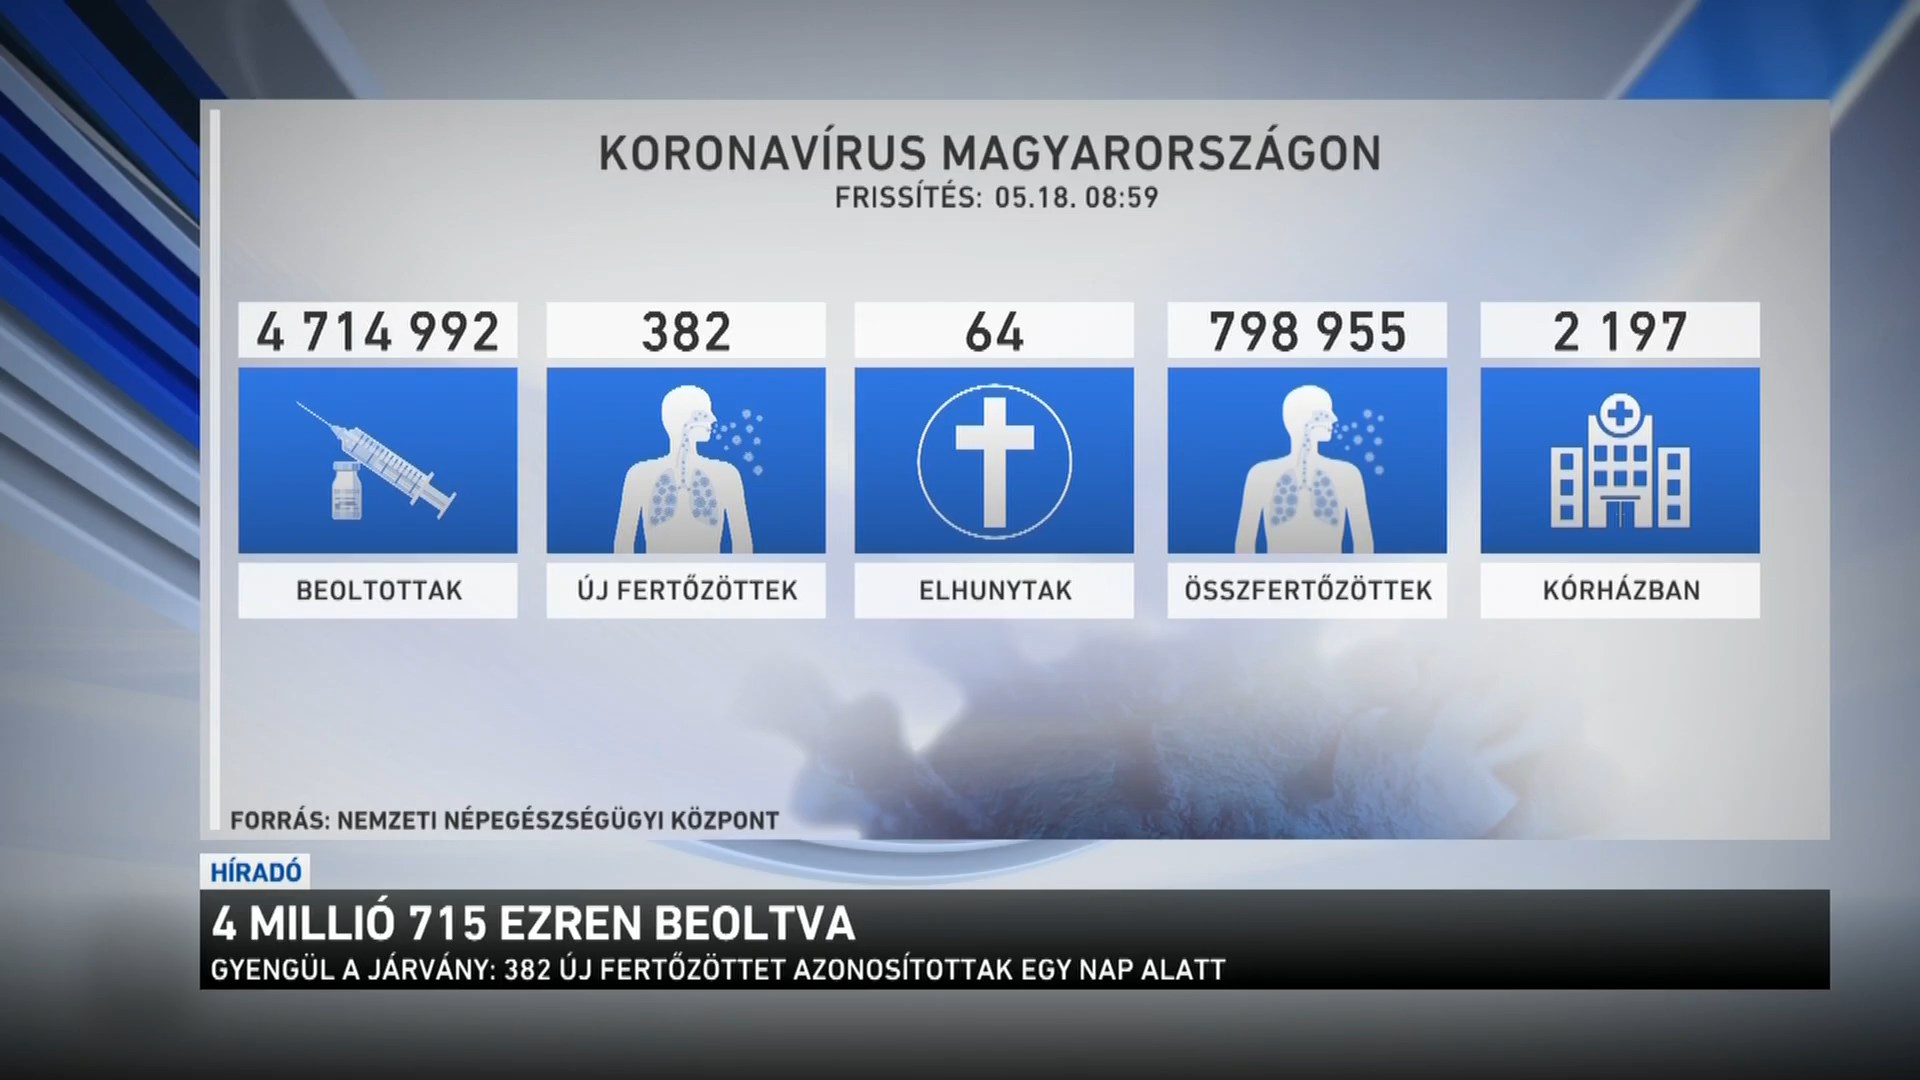 KORONAVÍRUS MAGYARORSZÁGON
FRISSÍTÉS: 05.18. 08:59
4 714 992
382
64
798 955
2 197
BEOLTOTTAK
ÚJ FERTŐZÖTTEK
ELHUNYTAK
ÖSSZFERTŐZÖTTEK
KÓRHÁZBAN
FORRÁS: NEMZETI NÉPEGÉSZSÉGÜGYI KÖZPONT
HÍRADÓ
4 MILLIÓ 715 EZREN BEOLTVA
GYENGÜL A JÁRVÁNY: 382 ÚJ FERTŐZÖTTET AZONOSÍTOTTAK EGY NAP ALATT